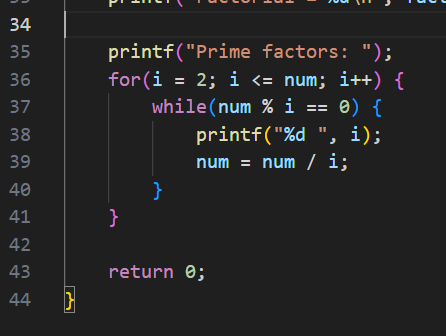 34
35 printf("Prime factors: ");
36 for(i = 2; i <= num; i++) {
37 while(num % i == 0) {
38 printf("%d ", i);
39 num = num / i;
40 }
41 }
42
43 return 0;
44 }